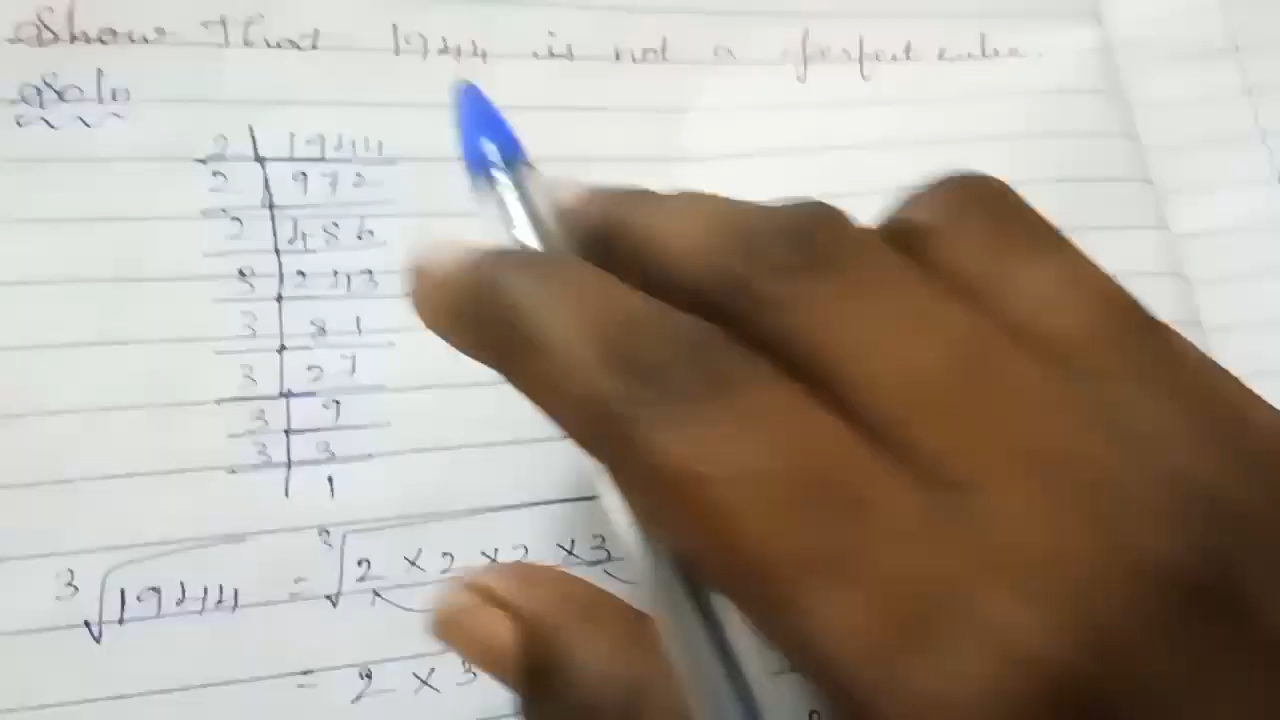 Show that 1944 is not a perfect cube.
Soln
2 | 1944
2 | 972
2 | 486
3 | 243
3 | 81
3 | 27
3 | 9
3 | 3
1
3√1944 = 3√2 × 2 × 2 × 3
= 2 × 3